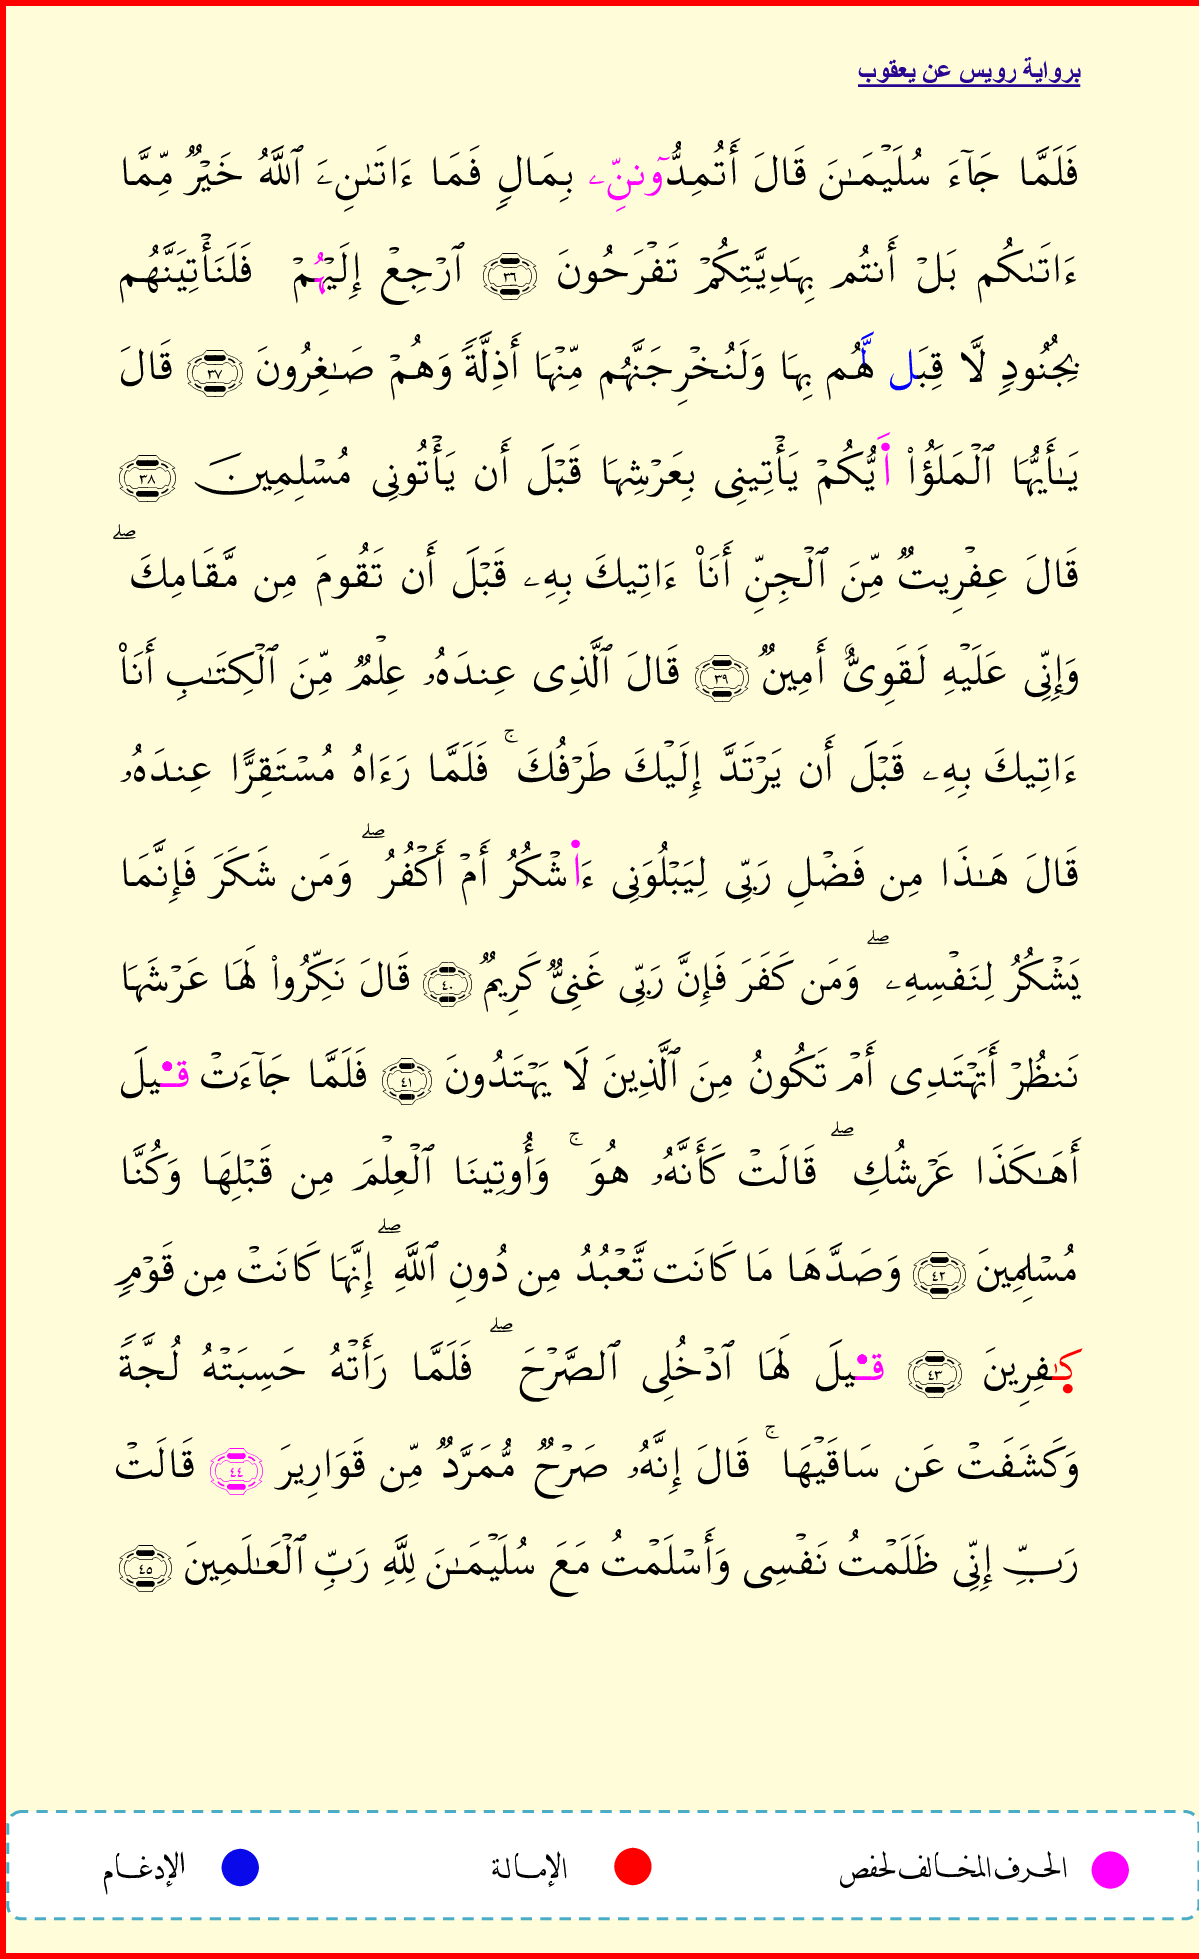 برواية رويس عن يعقوب
فَلَمَّا جَآءَ سُلَيْمَـٰنَ قَالَ أَتُمِدُّوٓننِّۦ بِمَالٍ فَمَا ءَاتَىٰنِۦَ ٱللَّهُ خَيْرٌ مِّمَّا
ءَاتَىٰكُم بَلْ أَنتُم بِهَدِيَّتِكُمْ تَفْرَحُونَ ٣٦ ٱرْجِعْ إِلَيْهُمْ فَلَنَأْتِيَنَّهُم
بِجُنُودٍ لَّا قِبَل لَّهُم بِهَا وَلَنُخْرِجَنَّهُم مِّنْهَا أَذِلَّةً وَهُمْ صَـٰغِرُونَ ٣٧ قَالَ
يَـٰٓأَيُّهَا ٱلْمَلَؤُا۟ أَ۬يُّكُمْ يَأْتِينِى بِعَرْشِهَا قَبْلَ أَن يَأْتُونِى مُسْلِمِينَ ٣٨
قَالَ عِفْرِيتٌ مِّنَ ٱلْجِنِّ أَنَا۠ ءَاتِيكَ بِهِۦ قَبْلَ أَن تَقُومَ مِن مَّقَامِكَ ۖ
وَإِنِّى عَلَيْهِ لَقَوِىٌّ أَمِينٌ ٣٩ قَالَ ٱلَّذِى عِندَهُۥ عِلْمٌ مِّنَ ٱلْكِتَـٰبِ أَنَا۠
ءَاتِيكَ بِهِۦ قَبْلَ أَن يَرْتَدَّ إِلَيْكَ طَرْفُكَ ۚ فَلَمَّا رَءَاهُ مُسْتَقِرًّا عِندَهُۥ
قَالَ هَـٰذَا مِن فَضْلِ رَبِّى لِيَبْلُوَنِى ءَا۬شْكُرُ أَمْ أَكْفُرُ ۖ وَمَن شَكَرَ فَإِنَّمَا
يَشْكُرُ لِنَفْسِهِۦ ۖ وَمَن كَفَرَ فَإِنَّ رَبِّى غَنِىٌّ كَرِيمٌ ٤٠ قَالَ نَكِّرُوا۟ لَهَا عَرْشَهَا
نَنظُرْ أَتَهْتَدِى أَمْ تَكُونُ مِنَ ٱلَّذِينَ لَا يَهْتَدُونَ ٤١ فَلَمَّا جَآءَتْ قِ۬يلَ
أَهَـٰكَذَا عَرْشُكِ ۖ قَالَتْ كَأَنَّهُۥ هُوَ ۚ وَأُوتِينَا ٱلْعِلْمَ مِن قَبْلِهَا وَكُنَّا
مُسْلِمِينَ ٤٢ وَصَدَّهَا مَا كَانَت تَّعْبُدُ مِن دُونِ ٱللَّهِ ۖ إِنَّهَا كَانَتْ مِن قَوْمٍ
كَـٰفِرِينَ ٤٣ قِ۬يلَ لَهَا ٱدْخُلِى ٱلصَّرْحَ ۖ فَلَمَّا رَأَتْهُ حَسِبَتْهُ لُجَّةً
وَكَشَفَتْ عَن سَاقَيْهَا ۚ قَالَ إِنَّهُۥ صَرْحٌ مُّمَرَّدٌ مِّن قَوَارِيرَ ٤٤ قَالَتْ
رَبِّ إِنِّى ظَلَمْتُ نَفْسِى وَأَسْلَمْتُ مَعَ سُلَيْمَـٰنَ لِلَّهِ رَبِّ ٱلْعَـٰلَمِينَ ٤٥
الحرف المخالف لحفص الإمالة الإدغام